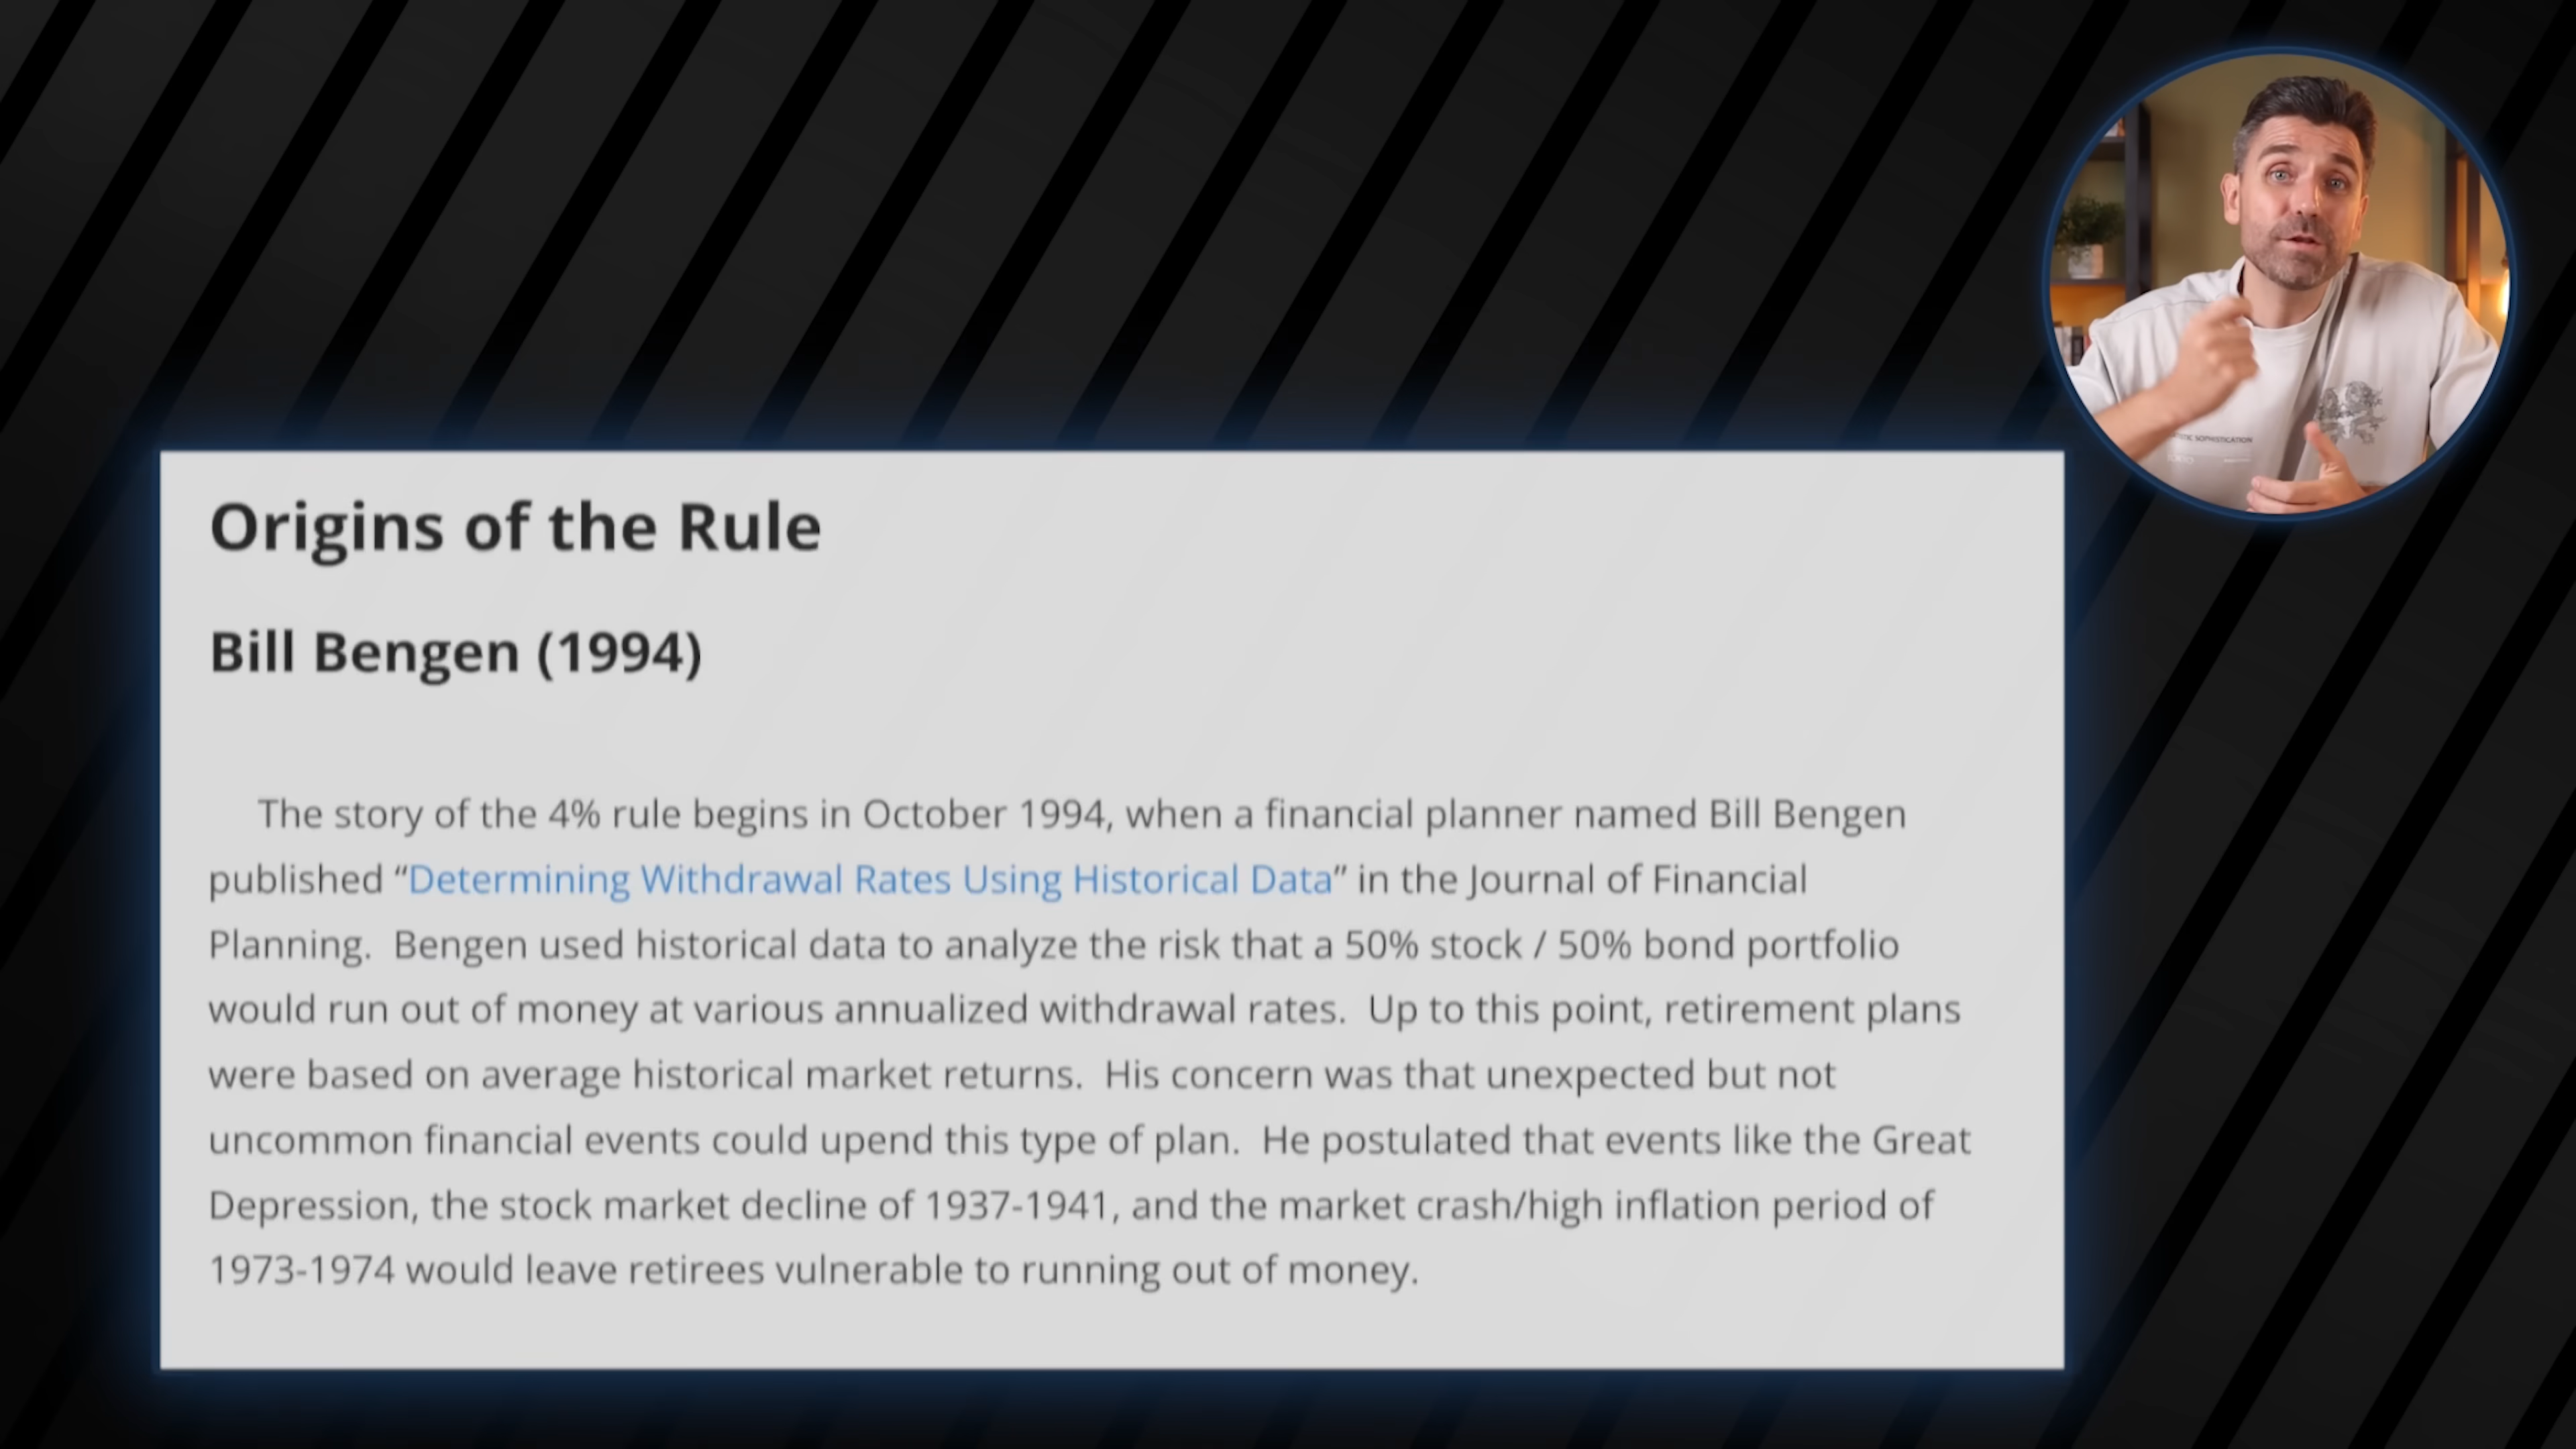 Origins of the Rule
Bill Bengen (1994)
The story of the 4% rule begins in October 1994, when a financial planner named Bill Bengen
published “Determining Withdrawal Rates Using Historical Data” in the Journal of Financial
Planning.  Bengen used historical data to analyze the risk that a 50% stock / 50% bond portfolio
would run out of money at various annualized withdrawal rates.  Up to this point, retirement plans
were based on average historical market returns.  His concern was that unexpected but not
uncommon financial events could upend this type of plan.  He postulated that events like the Great
Depression, the stock market decline of 1937-1941, and the market crash/high inflation period of
1973-1974 would leave retirees vulnerable to running out of money.
SOPHISTICATION